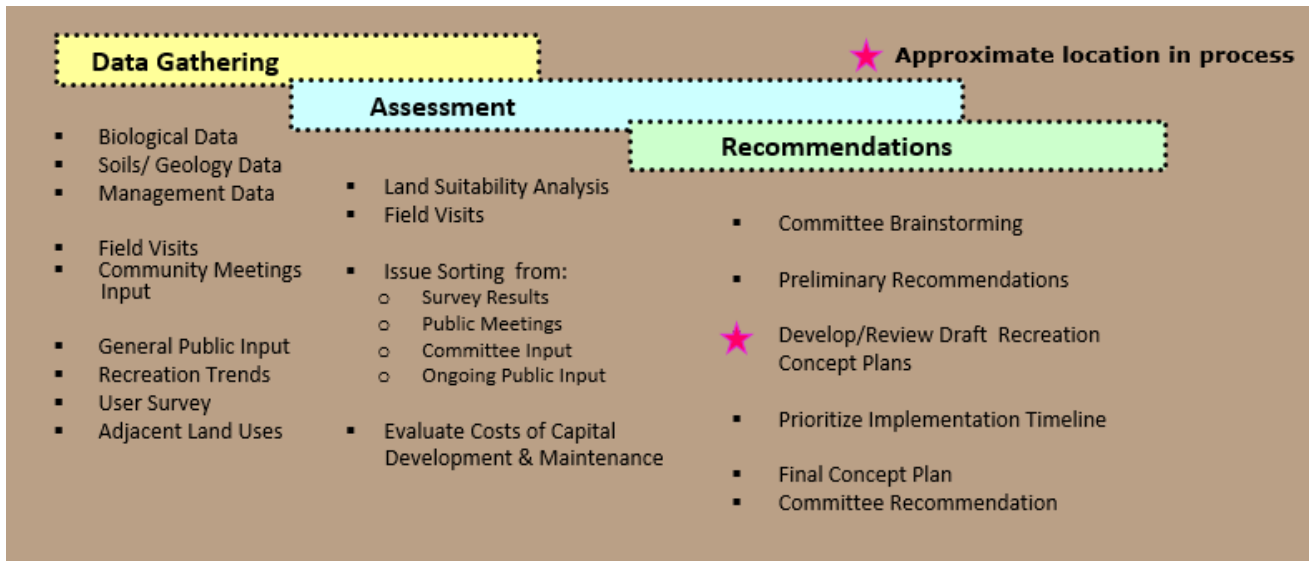 Data Gathering
Approximate location in process
Assessment
Recommendations
▪ Biological Data
▪ Soils/ Geology Data
▪ Management Data
▪ Field Visits
▪ Community Meetings
Input
▪ General Public Input
▪ Recreation Trends
▪ User Survey
▪ Adjacent Land Uses
▪ Land Suitability Analysis
▪ Field Visits
▪ Issue Sorting from:
o Survey Results
o Public Meetings
o Committee Input
o Ongoing Public Input
▪ Evaluate Costs of Capital
Development & Maintenance
▪ Committee Brainstorming
▪ Preliminary Recommendations
Develop/Review Draft Recreation
Concept Plans
▪ Prioritize Implementation Timeline
▪ Final Concept Plan
▪ Committee Recommendation